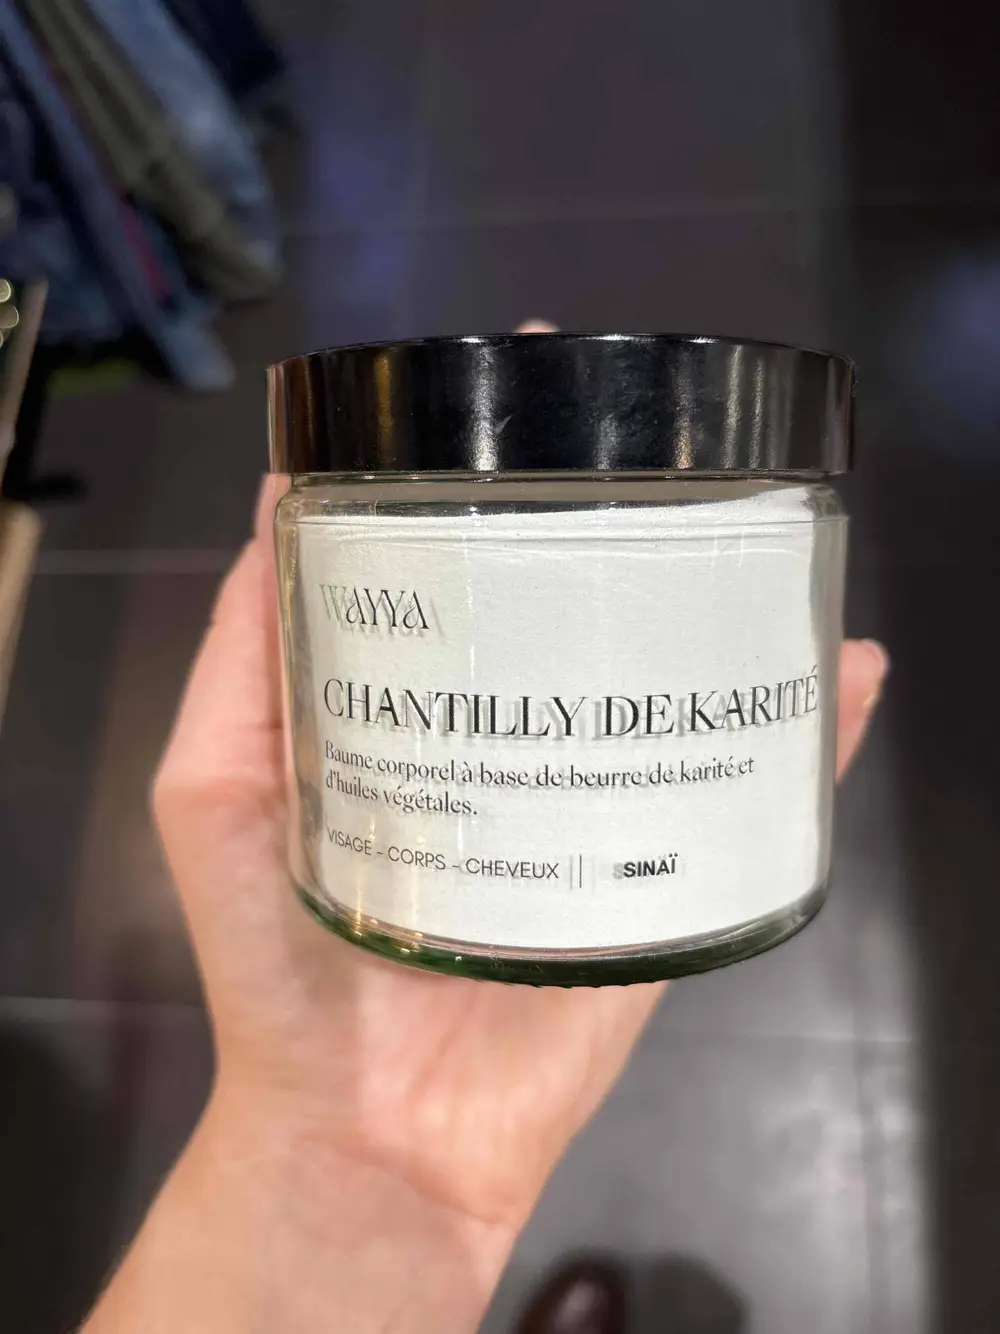 WAYYA
CHANTILLY DE KARITÉ
Baume corporel à base de beurre de karité et
d'huiles végétales.
VISAGE - CORPS - CHEVEUX || SINAÏ